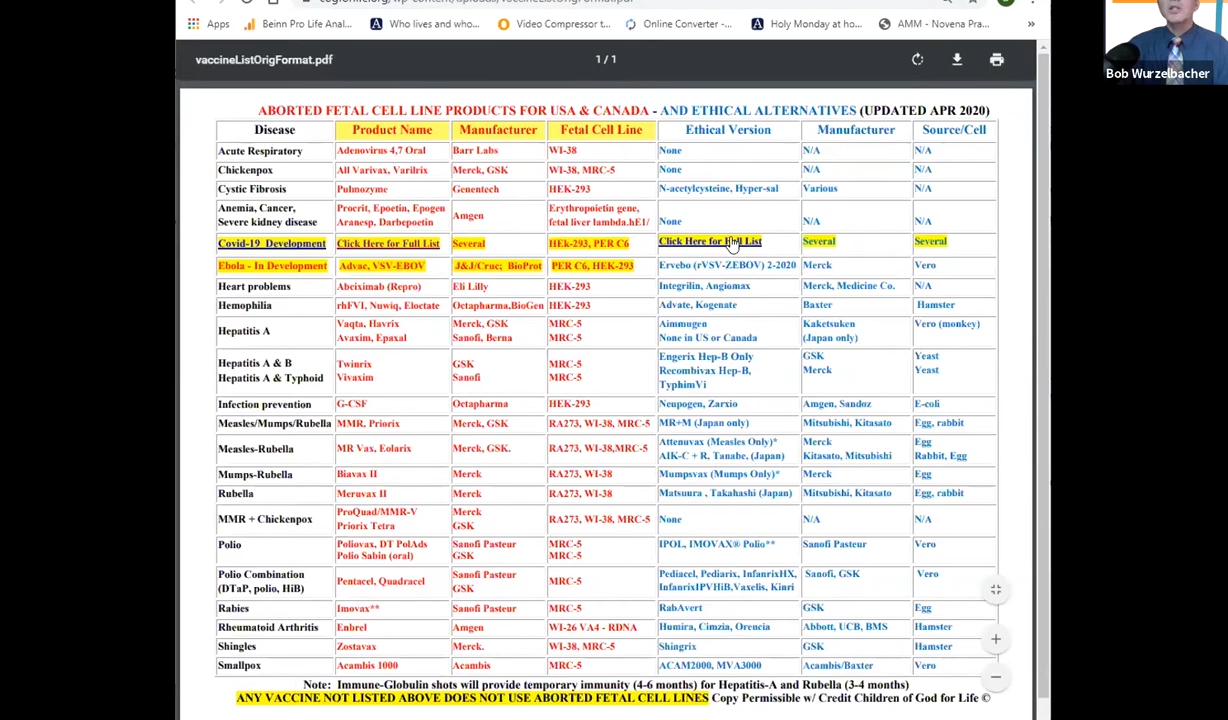 Apps Beinn Pro Life Anal... Who lives and who... Video Compressor t... Online Converter -... Holy Monday at ho... AMM - Novena Pra... »
Bob Wurzelbacher
vaccineListOrigFormat.pdf 1 / 1
ABORTED FETAL CELL LINE PRODUCTS FOR USA & CANADA - AND ETHICAL ALTERNATIVES (UPDATED APR 2020)
Disease Product Name Manufacturer Fetal Cell Line Ethical Version Manufacturer Source/Cell
Acute Respiratory Adenovirus 4,7 Oral Barr Labs WI-38 None N/A N/A
Chickenpox All Varivax, Varilrix Merck, GSK WI-38, MRC-5 None N/A N/A
Cystic Fibrosis Pulmozyme Genentech HEK-293 N-acetylcysteine, Hyper-sal Various N/A
Anemia, Cancer, Procrit, Epoetin, Epogen Amgen Erythropoietin gene,
Severe kidney disease Aranesp, Darbepoetin fetal liver lambda.hE1/ None N/A N/A
Covid-19 Development Click Here for Full List Several HEk-293, PER C6 Click Here for Full List Several Several
Ebola - In Development Advac, VSV-EBOV J&J/Cruc; BioProt PER C6, HEK-293 Ervebo (rVSV-ZEBOV) 2-2020 Merck Vero
Heart problems Abciximab (Repro) Eli Lilly HEK-293 Integrilin, Angiomax Merck, Medicine Co. N/A
Hemophilia rhFVI, Nuwiq, Eloctate Octapharma,BioGen HEK-293 Advate, Kogenate Baxter Hamster
Hepatitis A Vaqta, Havrix Merck, GSK MRC-5 Aimmugen Kaketsuken Vero (monkey)
Avaxim, Epaxal Sanofi, Berna MRC-5 None in US or Canada (Japan only)
Hepatitis A & B Twinrix GSK MRC-5 Engerix Hep-B Only GSK Yeast
Hepatitis A & Typhoid Vivaxim Sanofi MRC-5 Recombivax Hep-B, Merck Yeast
TyphimVi
Infection prevention G-CSF Octapharma HEK-293 Neupogen, Zarxio Amgen, Sandoz E-coli
Measles/Mumps/Rubella MMR, Priorix Merck, GSK RA273, WI-38, MRC-5 MR+M (Japan only) Mitsubishi, Kitasato Egg, rabbit
Measles-Rubella MR Vax, Eolarix Merck, GSK. RA273, WI-38,MRC-5 Attenuvax (Measles Only)* Merck Egg
AIK-C + R, Tanabe, (Japan) Kitasato, Mitsubishi Rabbit, Egg
Mumps-Rubella Biavax II Merck RA273, WI-38 Mumpsvax (Mumps Only)* Merck Egg
Rubella Meruvax II Merck RA273, WI-38 Matsuura , Takahashi (Japan) Mitsubishi, Kitasato Egg, rabbit
MMR + Chickenpox ProQuad/MMR-V Merck RA273, WI-38, MRC-5 None N/A N/A
Priorix Tetra GSK
Polio Poliovax, DT PolAds Sanofi Pasteur MRC-5 IPOL, IMOVAX® Polio** Sanofi Pasteur Vero
Polio Sabin (oral) GSK MRC-5
Polio Combination Pentacel, Quadracel Sanofi Pasteur MRC-5 Pediacel, Pediarix, InfanrixHX, Sanofi, GSK Vero
(DTaP, polio, HiB) GSK InfanrixIPVHiB,Vaxelis, Kinri
Rabies Imovax** Sanofi Pasteur MRC-5 RabAvert GSK Egg
Rheumatoid Arthritis Enbrel Amgen WI-26 VA4 - RDNA Humira, Cimzia, Orencia Abbott, UCB, BMS Hamster
Shingles Zostavax Merck. WI-38, MRC-5 Shingrix GSK Hamster
Smallpox Acambis 1000 Acambis MRC-5 ACAM2000, MVA3000 Acambis/Baxter Vero
Note: Immune-Globulin shots will provide temporary immunity (4-6 months) for Hepatitis-A and Rubella (3-4 months)
ANY VACCINE NOT LISTED ABOVE DOES NOT USE ABORTED FETAL CELL LINES Copy Permissible w/ Credit Children of God for Life ©